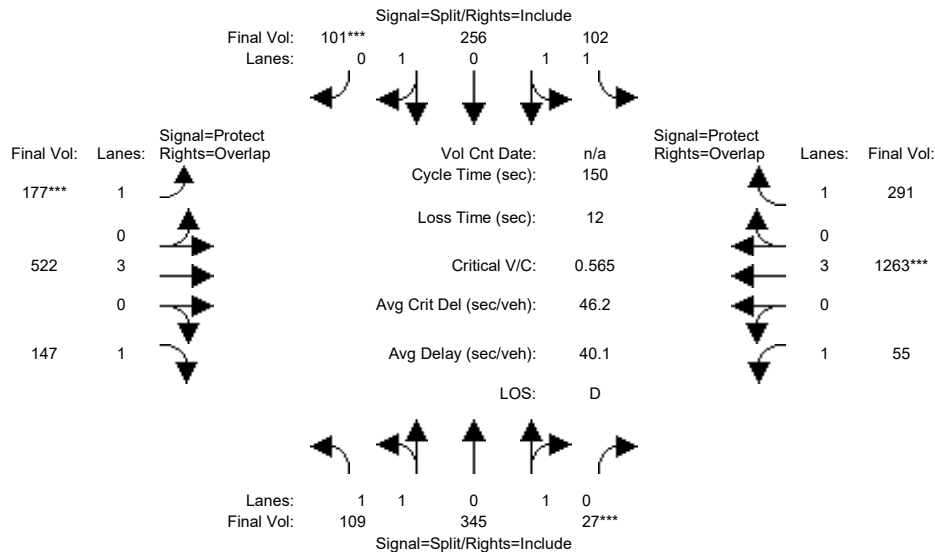 Signal=Split/Rights=Include
Final Vol: 101*** 256 102
Lanes: 0 1 0 1 1
Signal=Protect Signal=Protect
Final Vol: Lanes: Rights=Overlap Vol Cnt Date: n/a Rights=Overlap Lanes: Final Vol:
Cycle Time (sec): 150
177*** 1 1 291
Loss Time (sec): 12
0 0
522 3 Critical V/C: 0.565 3 1263***
0 Avg Crit Del (sec/veh): 46.2 0
147 1 Avg Delay (sec/veh): 40.1 1 55
LOS: D
Lanes: 1 1 0 1 0
Final Vol: 109 345 27***
Signal=Split/Rights=Include